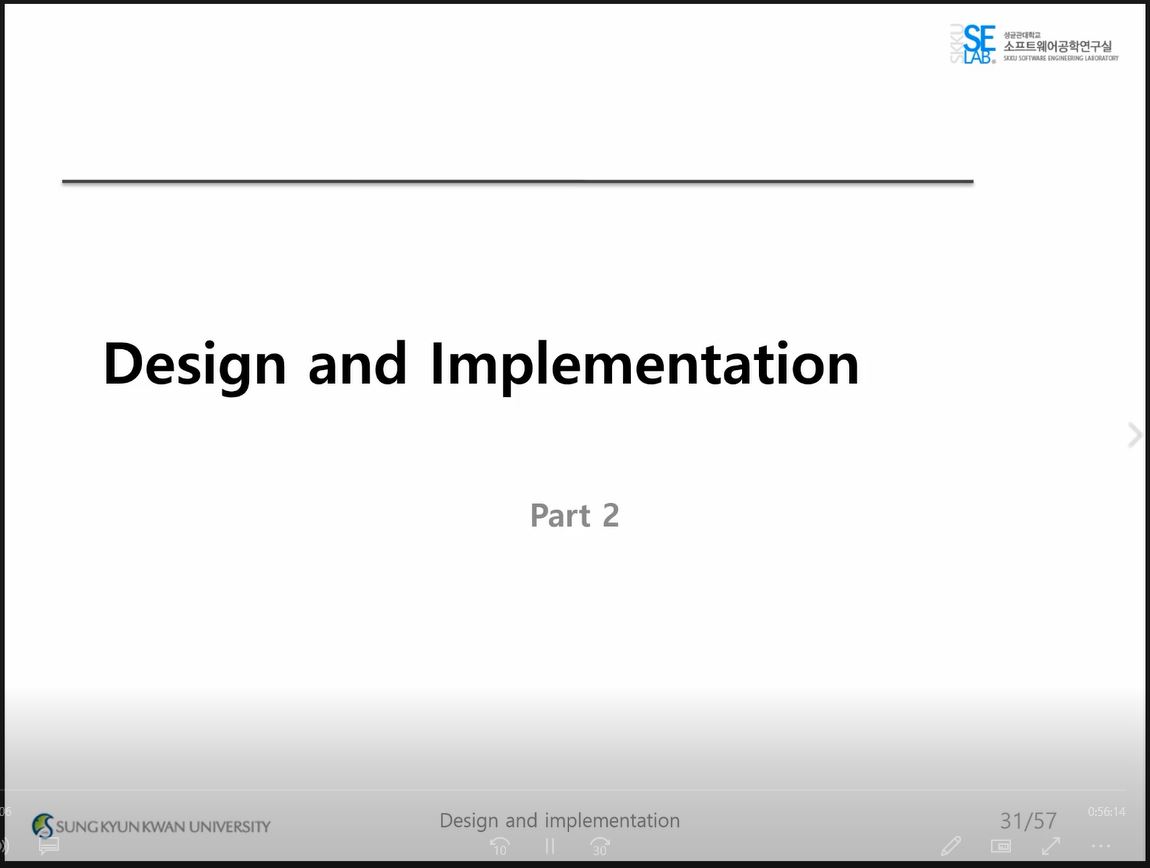 SKKU
SE
LAB.
성균관대학교
소프트웨어공학연구실
SKKU SOFTWARE ENGINEERING LABORATORY
Design and Implementation
Part 2
06
0:56:14
SUNG KYUN KWAN UNIVERSITY
Design and implementation
31/57
10
30